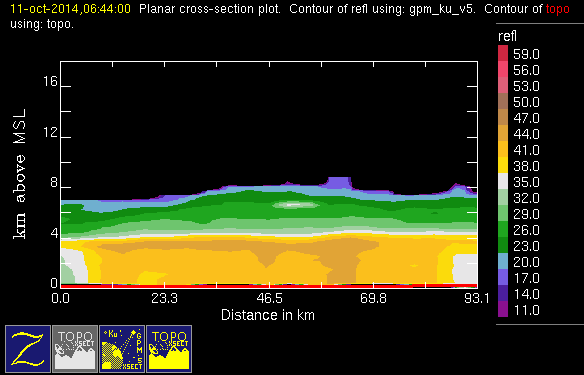 11-oct-2014,06:44:00 Planar cross-section plot. Contour of refl using: gpm_ku_v5. Contour of topo
using: topo.
refl
59.0
56.0
53.0
50.0
47.0
44.0
41.0
38.0
35.0
32.0
29.0
26.0
23.0
20.0
17.0
14.0
11.0
km above MSL
16
12
8
4
0
0.0 23.3 46.5 69.8 93.1
Distance in km
Z
TOPO
XSECT
"Ku"
GPM
XSECT
TOPO
XSECT